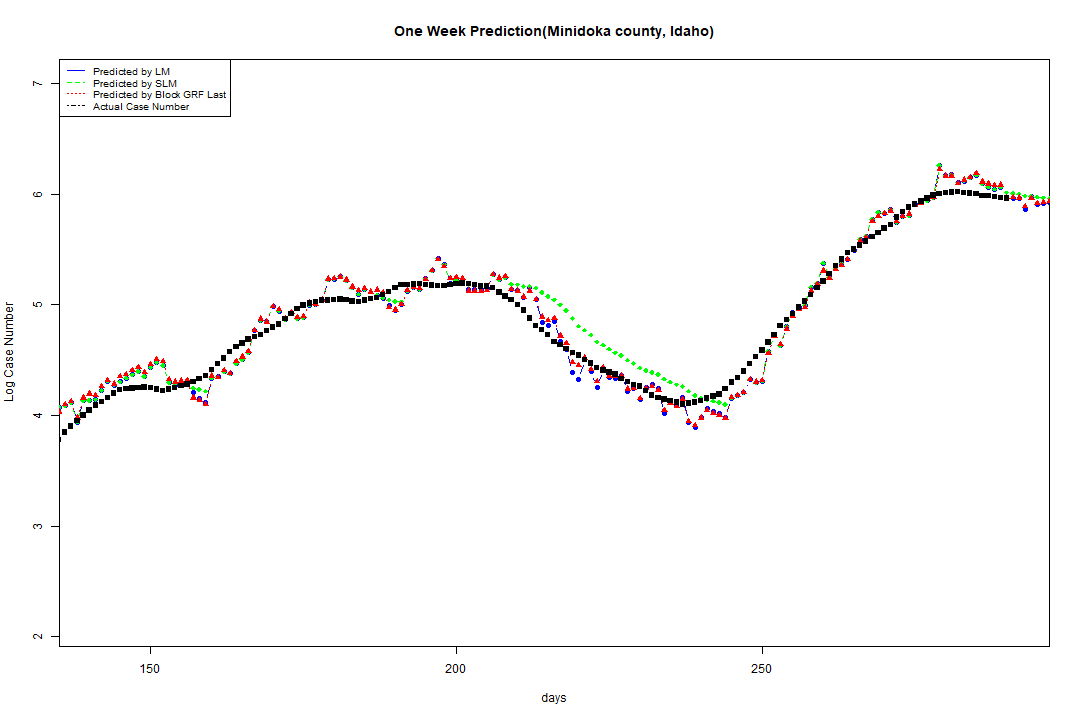 One Week Prediction(Minidoka county, Idaho)
Predicted by LM
Predicted by SLM
Predicted by Block GRF Last
Actual Case Number
7
6
5
4
3
2
Log Case Number
150
200
250
days